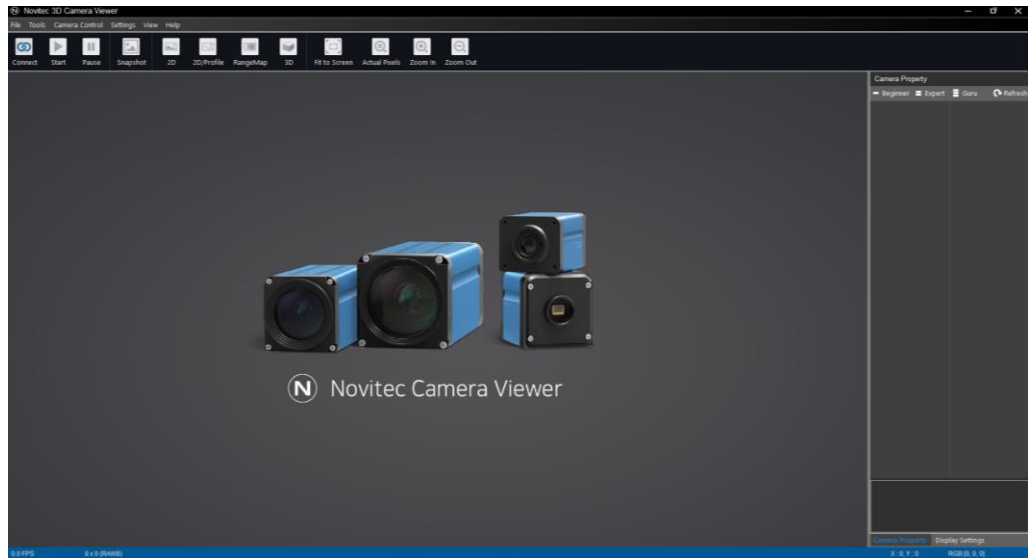 Novitec 3D Camera Viewer
File Tools Camera Control Settings View Help
Connect Start Pause Snapshot 2D 2D/Profile RangeMap 3D Fit to Screen Actual Pixels Zoom In Zoom Out
Camera Property
Beginner Expert Guru Refresh
N Novitec Camera Viewer
Camera Property Display Settings
0.0 FPS 0 x 0 (RAW8) X : 0, Y : 0 RGB [0, 0, 0]